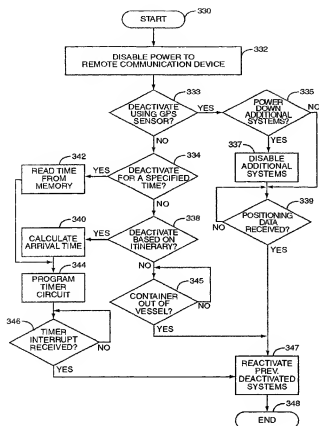 START
330
DISABLE POWER TO
REMOTE COMMUNICATION DEVICE
332
333
DEACTIVATE
USING GPS
SENSOR?
YES
NO
335
POWER
DOWN
ADDITIONAL
SYSTEMS?
NO
YES
337
DISABLE
ADDITIONAL
SYSTEMS
339
POSITIONING
DATA
RECEIVED?
NO
YES
334
DEACTIVATE
FOR A SPECIFIED
TIME?
YES
NO
342
READ TIME
FROM
MEMORY
338
DEACTIVATE
BASED ON
ITINERARY?
YES
NO
340
CALCULATE
ARRIVAL TIME
344
PROGRAM
TIMER
CIRCUIT
345
CONTAINER
OUT OF
VESSEL?
NO
YES
346
TIMER
INTERRUPT
RECEIVED?
NO
YES
347
REACTIVATE
PREV.
DEACTIVATED
SYSTEMS
348
END